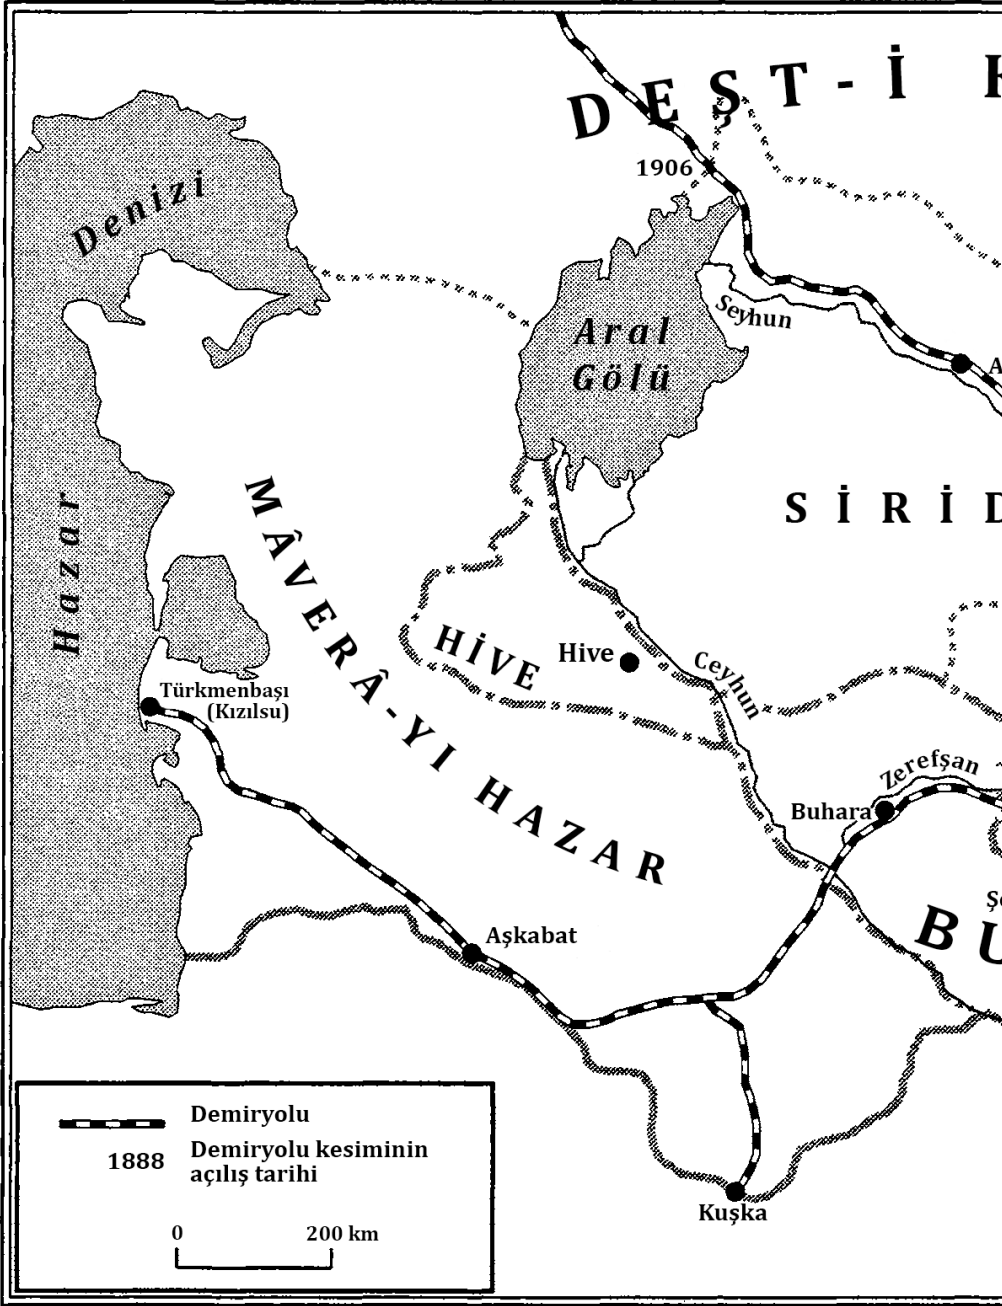 DEŞT-İ
1906
Denizi
Seyhun
Aral
Gölü
SİRİD
Hazar
MÂVERÂ-YI HAZAR
HİVE
Hive
Ceyhun
Türkmenbaşı
(Kızılsu)
Zerefşan
Buhara
BU
Aşkabat
Demiryolu
1888 Demiryolu kesiminin
açılış tarihi
0 200 km
Kuşka